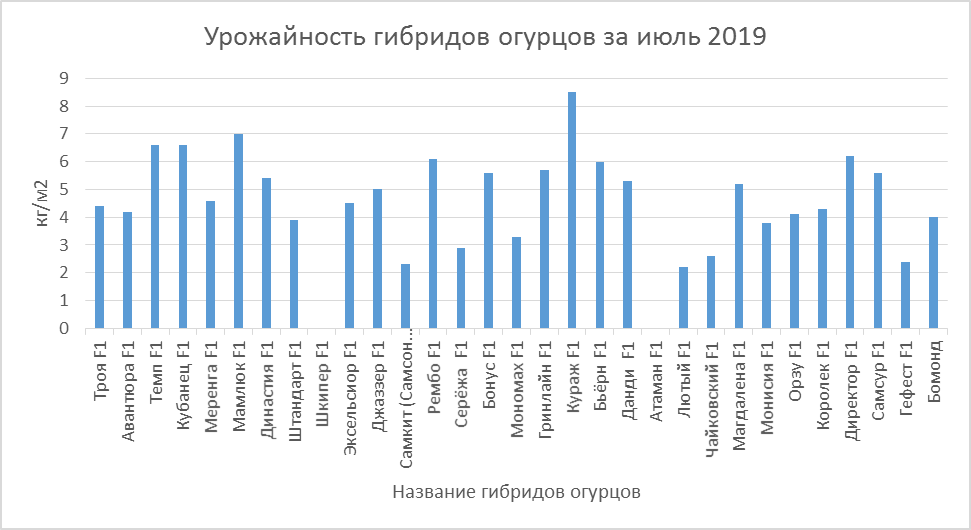 Урожайность гибридов огурцов за июль 2019
кг/м2
9
8
7
6
5
4
3
2
1
0
Троя F1
Авантюра F1
Темп F1
Кубанец F1
Меренга F1
Мамлюк F1
Династия F1
Штандарт F1
Шкипер F1
Эксельсиор F1
Джаззер F1
Самкит (Самсон...
Рембо F1
Серёжа F1
Бонус F1
Мономах F1
Гринлайн F1
Кураж F1
Бьёрн F1
Данди F1
Атаман F1
Лютый F1
Чайковский F1
Магдалена F1
Монисия F1
Орзу F1
Королек F1
Директор F1
Самсур F1
Гефест F1
Бомонд
Название гибридов огурцов